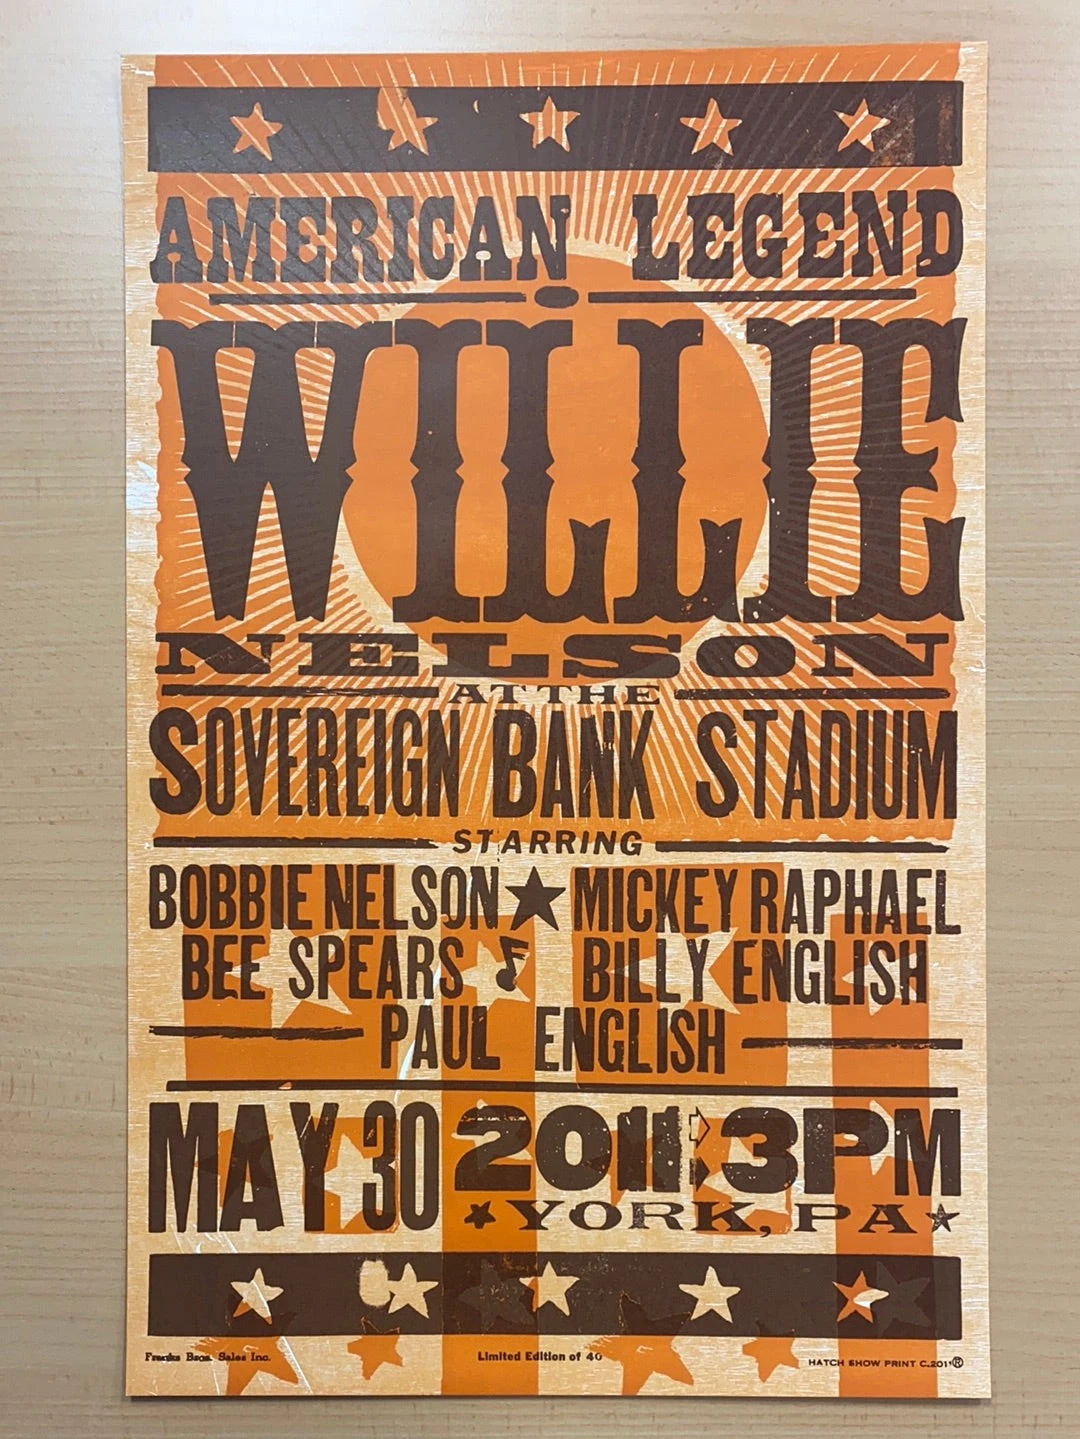 AMERICAN LEGEND
WILLIE
NELSON
AT THE
SOVEREIGN BANK STADIUM
STARRING
BOBBIE NELSON ★ MICKEY RAPHAEL
BEE SPEARS ♪ BILLY ENGLISH
PAUL ENGLISH
MAY 30 2011 3PM
★ YORK, PA ★
Franks Bros. Sales Inc.
Limited Edition of 40
HATCH SHOW PRINT C.2011®